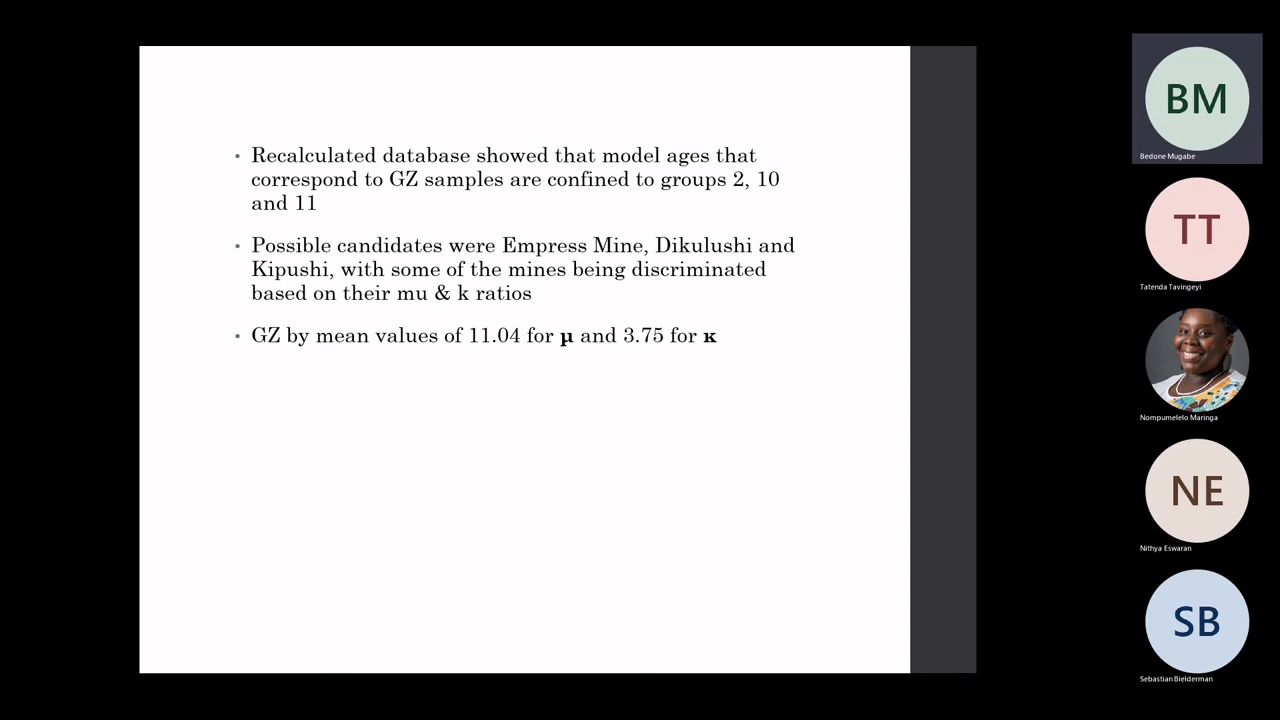 • Recalculated database showed that model ages that
correspond to GZ samples are confined to groups 2, 10
and 11
• Possible candidates were Empress Mine, Dikulushi and
Kipushi, with some of the mines being discriminated
based on their mu & k ratios
• GZ by mean values of 11.04 for μ and 3.75 for κ
BM
Bedone Mugabe
TT
Tatenda Tavingeyi
Nompumelelo Maringa
NE
Nithya Eswaran
SB
Sebastian Bielderman